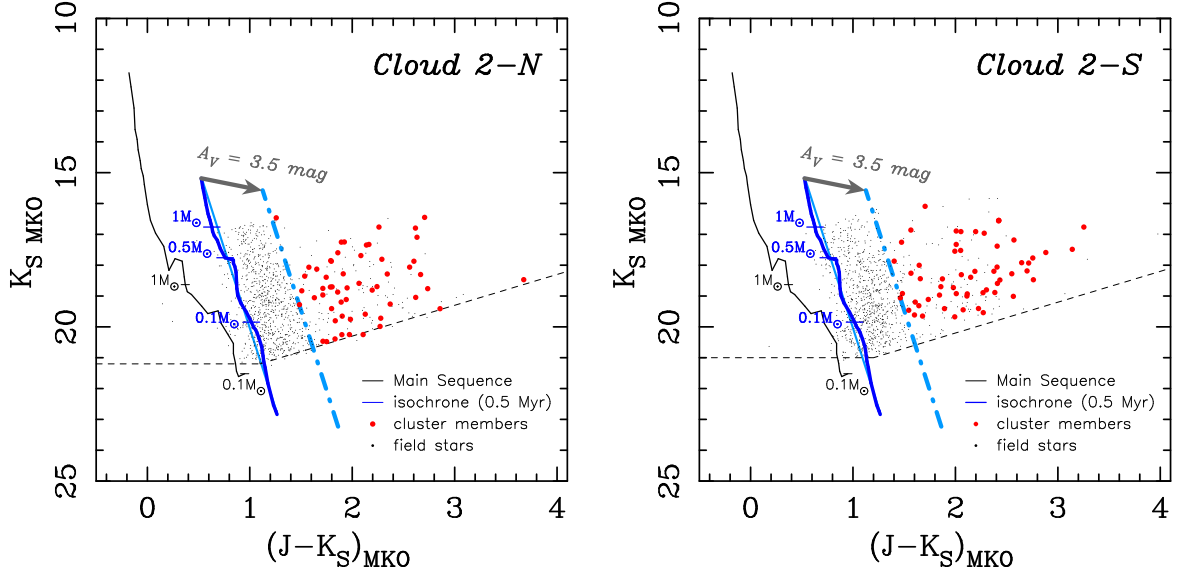 Cloud 2-N
A_V = 3.5 mag
1M⊙
0.5M⊙
1M⊙
0.1M⊙
0.1M⊙
Main Sequence
isochrone (0.5 Myr)
cluster members
field stars
10
15
20
25
K_S MKO
0 1 2 3 4
(J-K_S)_MKO
Cloud 2-S
A_V = 3.5 mag
1M⊙
0.5M⊙
1M⊙
0.1M⊙
0.1M⊙
Main Sequence
isochrone (0.5 Myr)
cluster members
field stars
10
15
20
25
K_S MKO
0 1 2 3 4
(J-K_S)_MKO